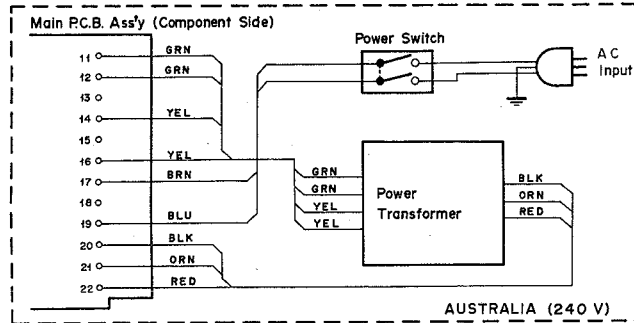 Main P.C.B. Ass'y (Component Side)
Power Switch
AC
Input
11 GRN
12 GRN
13
14 YEL
15
16 YEL
17 BRN
18
19 BLU
20 BLK
21 ORN
22 RED
GRN
GRN
YEL
YEL
Power
Transformer
BLK
ORN
RED
AUSTRALIA (240 V)